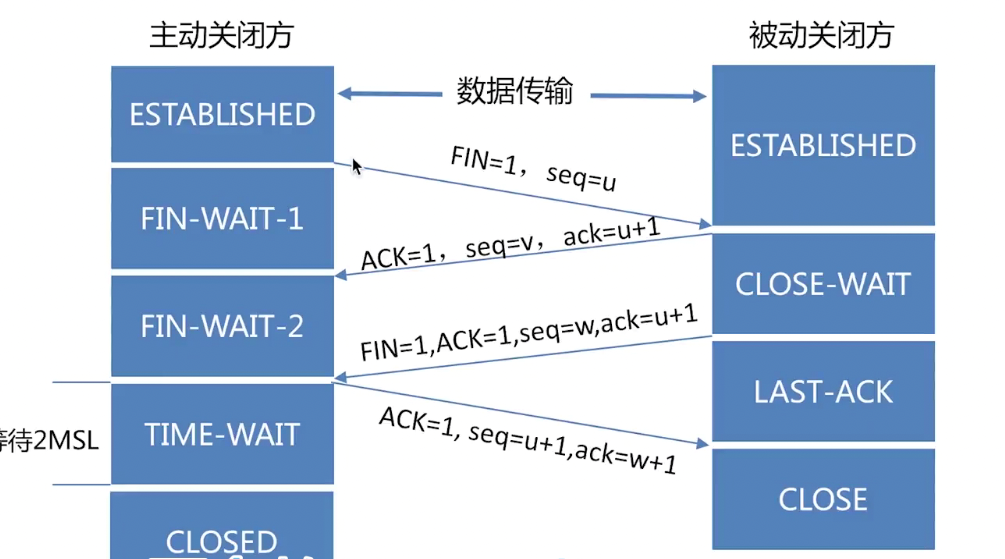 主动关闭方
被动关闭方
ESTABLISHED
数据传输
ESTABLISHED
FIN=1，seq=u
FIN-WAIT-1
ACK=1，seq=v，ack=u+1
CLOSE-WAIT
FIN-WAIT-2
FIN=1,ACK=1,seq=w,ack=u+1
LAST-ACK
待2MSL
TIME-WAIT
ACK=1, seq=u+1,ack=w+1
CLOSE
CLOSED